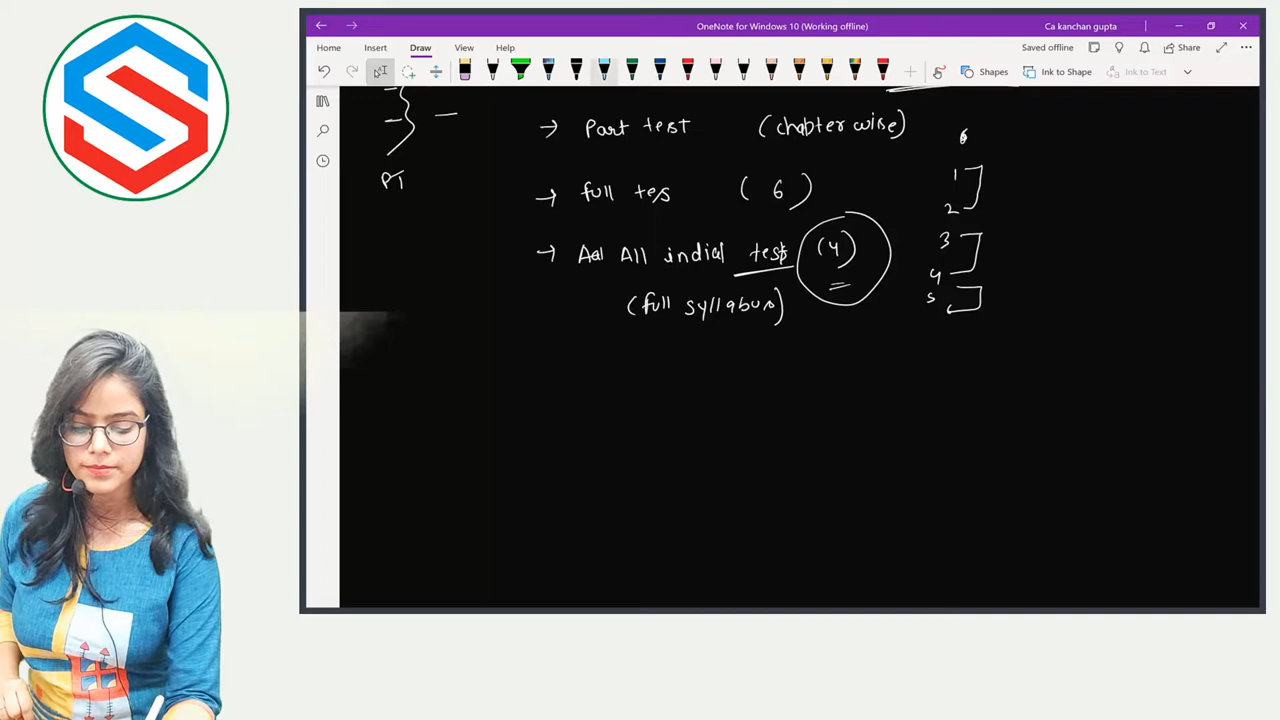 OneNote for Windows 10 (Working offline)
Ca kanchan gupta
Home
Insert
Draw
View
Help
Saved offline
Share
Shapes
Ink to Shape
Ink to Text
PT
→ Part test (chapter wise)
→ full tes ( 6 )
→ Aal All indial test (4)
(full syllabus)
6
1
2
3
4
5